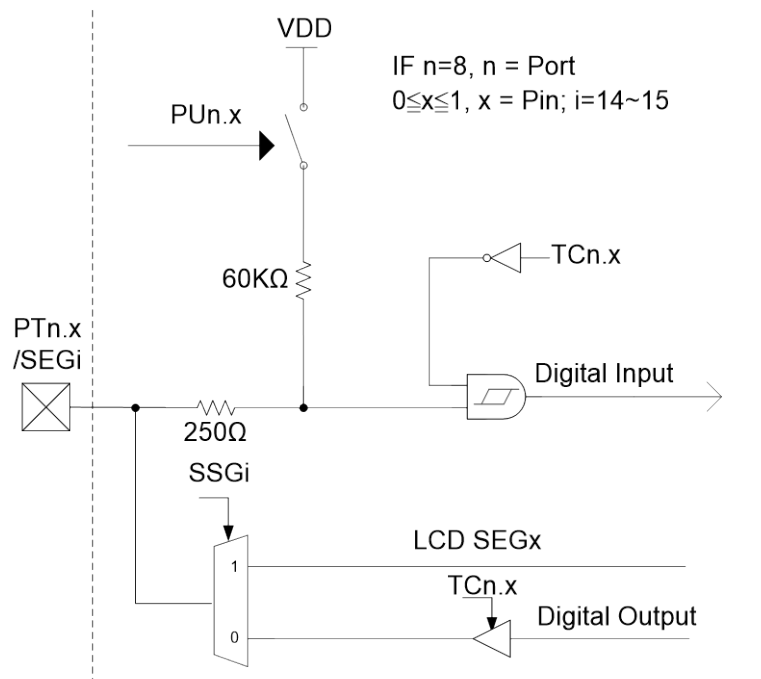 VDD
IF n=8, n = Port
0≦x≦1, x = Pin; i=14~15
PUn.x
TCn.x
60KΩ
PTn.x
/SEGi
Digital Input
250Ω
SSGi
LCD SEGx
1
TCn.x
Digital Output
0